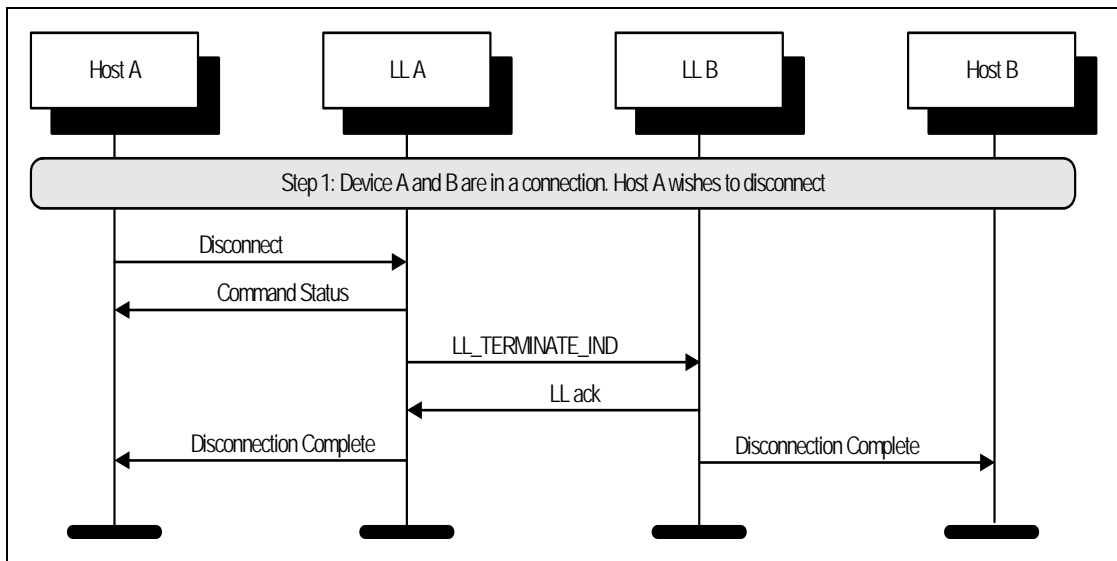 Host A
LL A
LL B
Host B
Step 1: Device A and B are in a connection. Host A wishes to disconnect
Disconnect
Command Status
LL_TERMINATE_IND
LL ack
Disconnection Complete
Disconnection Complete